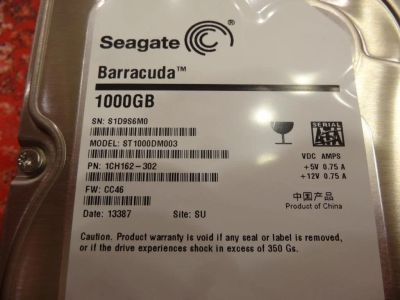 Seagate
Barracuda™
1000GB
SN: S1D9S6M0
MODEL: ST1000DM003
PN: 1CH162-302
FW: CC46
Date: 13387 Site: SU
SERIAL
SATA
VDC AMPS
+5V 0.75 A
+12V 0.75 A
中国产品
Product of China
Caution: Product warranty is void if any seal or label is removed,
or if the drive experiences shock in excess of 350 Gs.